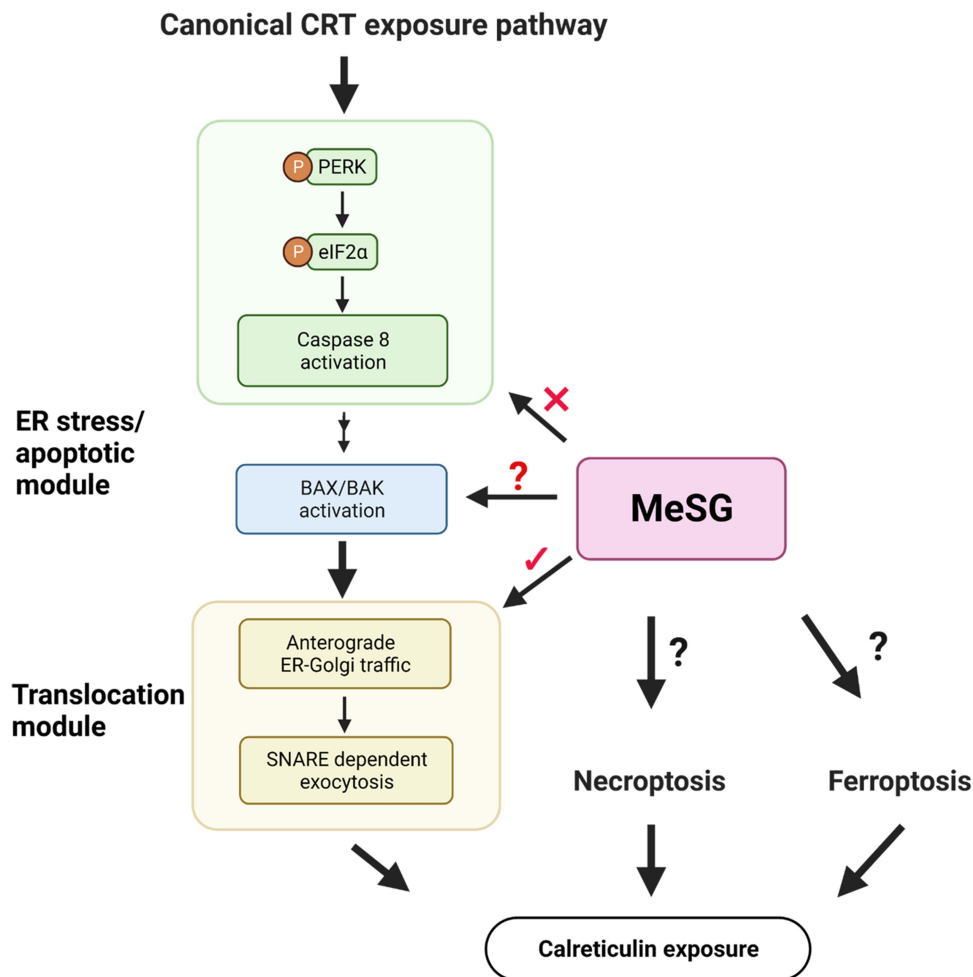 Canonical CRT exposure pathway
P PERK
P eIF2α
Caspase 8
activation
ER stress/
apoptotic
module
BAX/BAK
activation
✕
?
MeSG
✓
Anterograde
ER-Golgi traffic
Translocation
module
SNARE dependent
exocytosis
?
?
Necroptosis
Ferroptosis
Calreticulin exposure